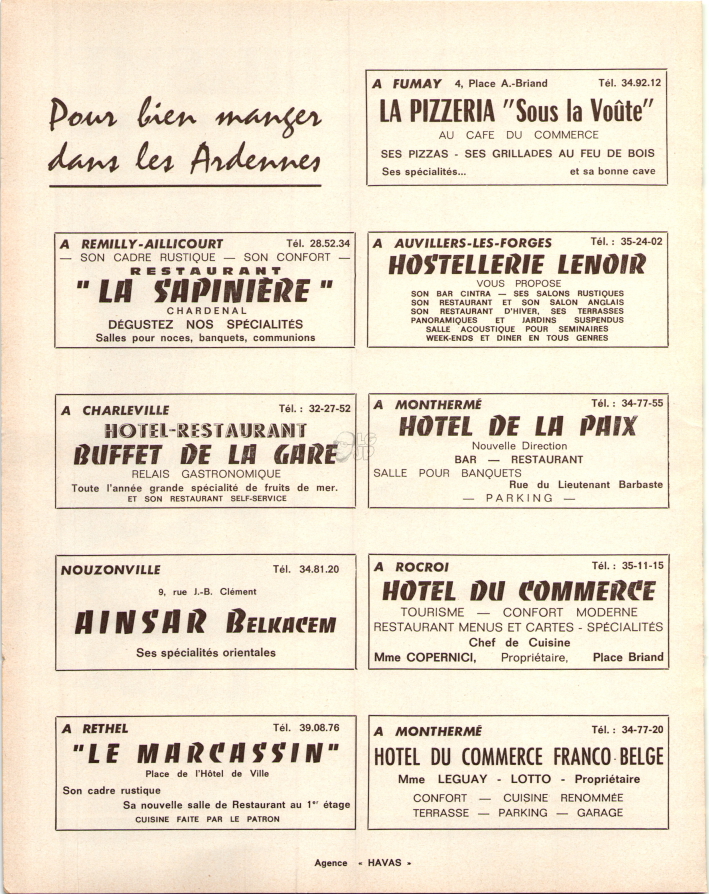 Pour bien manger
dans les Ardennes
A FUMAY 4, Place A.-Briand Tél. 34.92.12
LA PIZZERIA "Sous la Voûte"
AU CAFE DU COMMERCE
SES PIZZAS - SES GRILLADES AU FEU DE BOIS
Ses spécialités... et sa bonne cave
A REMILLY-AILLICOURT Tél. 28.52.34
— SON CADRE RUSTIQUE — SON CONFORT —
RESTAURANT
" LA SAPINIÈRE "
CHARDENAL
DÉGUSTEZ NOS SPÉCIALITÉS
Salles pour noces, banquets, communions
A AUVILLERS-LES-FORGES Tél. : 35-24-02
HOSTELLERIE LENOIR
VOUS PROPOSE
SON BAR CINTRA — SES SALONS RUSTIQUES
SON RESTAURANT ET SON SALON ANGLAIS
SON RESTAURANT D'HIVER, SES TERRASSES
PANORAMIQUES ET JARDINS SUSPENDUS
SALLE ACOUSTIQUE POUR SEMINAIRES
WEEK-ENDS ET DINER EN TOUS GENRES
A CHARLEVILLE Tél. : 32-27-52
HOTEL-RESTAURANT
BUFFET DE LA GARE
RELAIS GASTRONOMIQUE
Toute l'année grande spécialité de fruits de mer.
ET SON RESTAURANT SELF-SERVICE
A MONTHERMÉ Tél. : 34-77-55
HOTEL DE LA PAIX
Nouvelle Direction
BAR — RESTAURANT
SALLE POUR BANQUETS
Rue du Lieutenant Barbaste
— PARKING —
NOUZONVILLE Tél. 34.81.20
9, rue J.-B. Clément
AINSAR BELKACEM
Ses spécialités orientales
A ROCROI Tél. : 35-11-15
HOTEL DU COMMERCE
TOURISME — CONFORT MODERNE
RESTAURANT MENUS ET CARTES - SPÉCIALITÉS
Chef de Cuisine
Mme COPERNICI, Propriétaire, Place Briand
A RETHEL Tél. 39.08.76
"LE MARCASSIN"
Place de l'Hôtel de Ville
Son cadre rustique
Sa nouvelle salle de Restaurant au 1er étage
CUISINE FAITE PAR LE PATRON
A MONTHERMÉ Tél. : 34-77-20
HOTEL DU COMMERCE FRANCO-BELGE
Mme LEGUAY - LOTTO - Propriétaire
CONFORT — CUISINE RENOMMÉE
TERRASSE — PARKING — GARAGE
Agence « HAVAS »